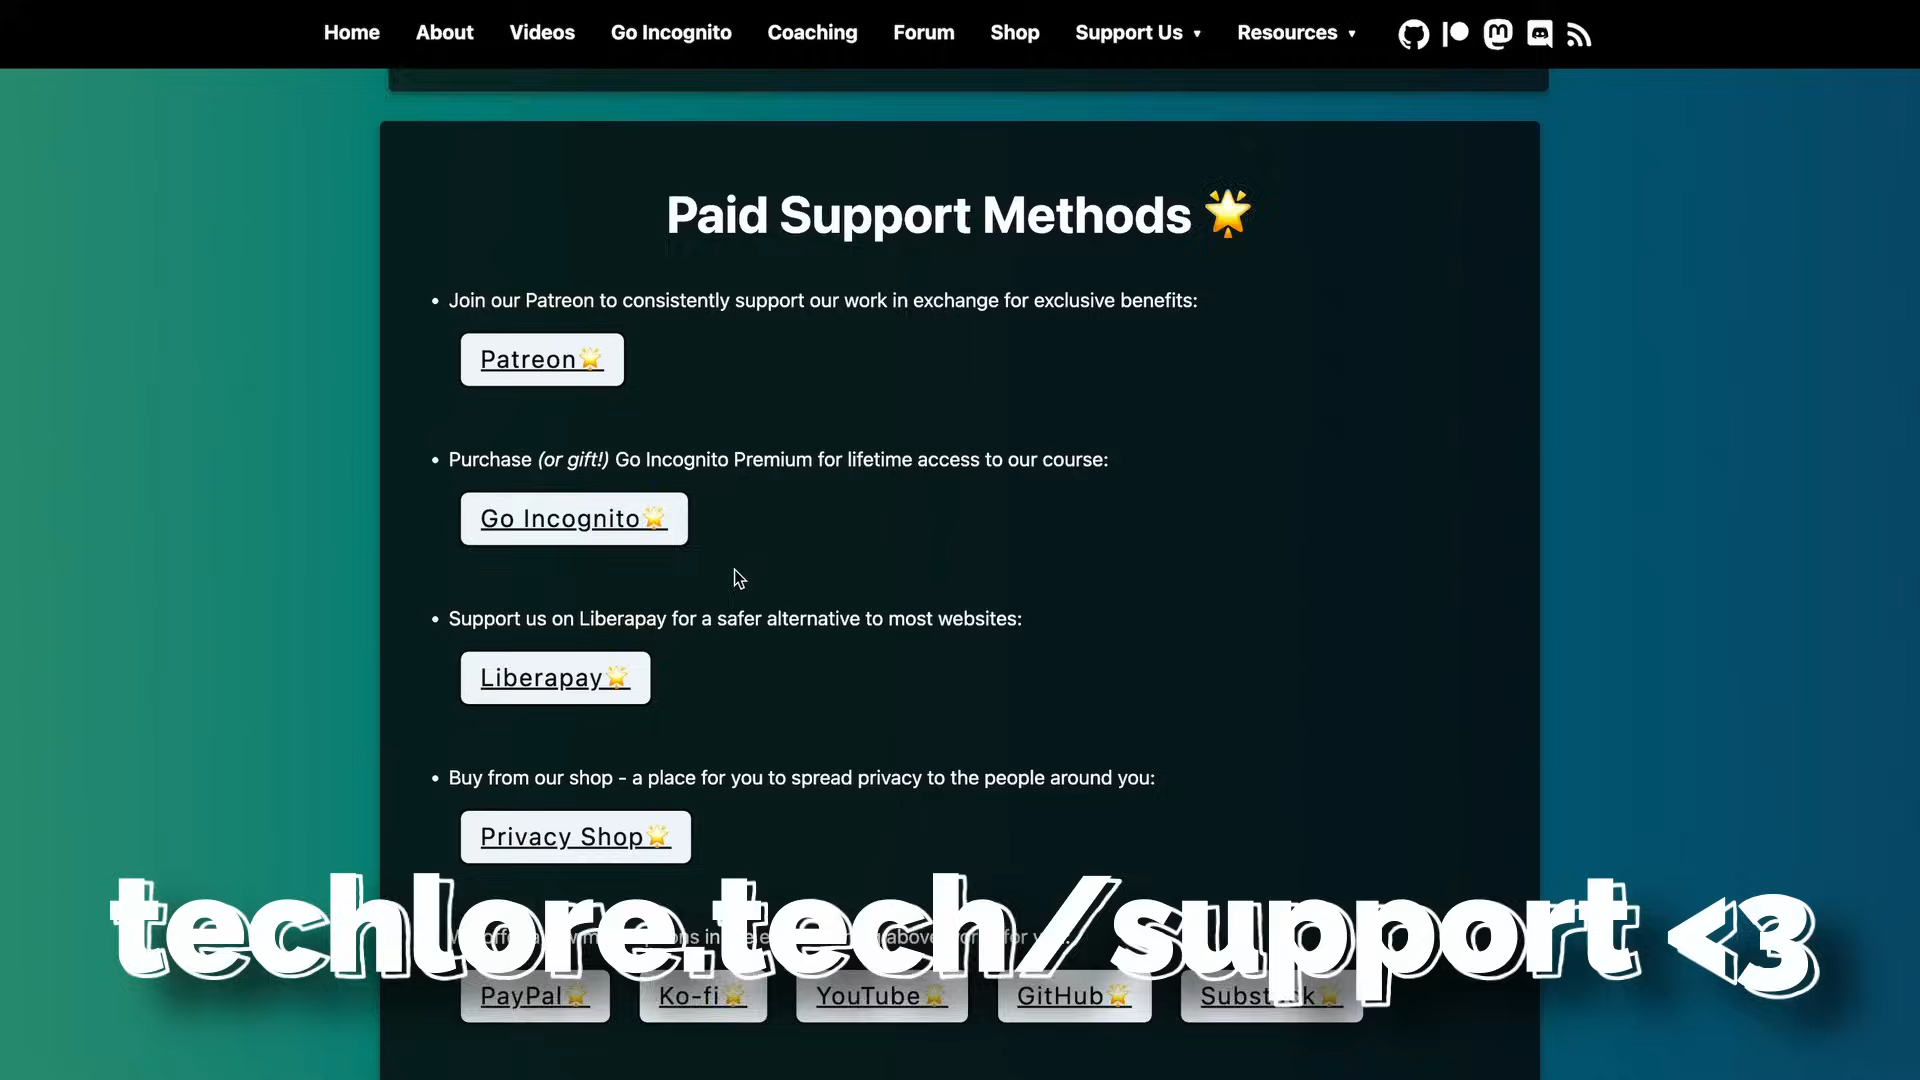 Home About Videos Go Incognito Coaching Forum Shop Support Us ▾ Resources ▾
Paid Support Methods 🌟
• Join our Patreon to consistently support our work in exchange for exclusive benefits:
Patreon🌟
• Purchase (or gift!) Go Incognito Premium for lifetime access to our course:
Go Incognito🌟
• Support us on Liberapay for a safer alternative to most websites:
Liberapay🌟
• Buy from our shop - a place for you to spread privacy to the people around you:
Privacy Shop🌟
techlore.tech/support <3
PayPal🌟 Ko-fi🌟 YouTube🌟 GitHub🌟 Substack🌟